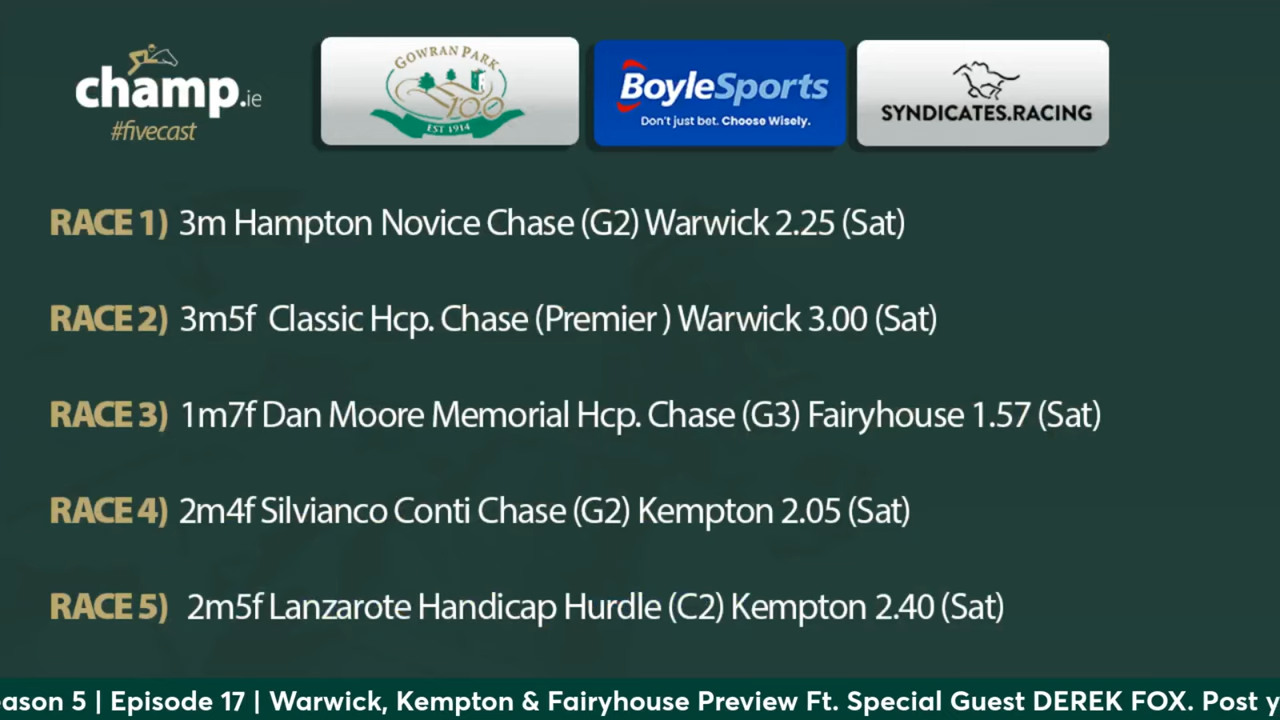 champ.ie
#fivecast
GOWRAN PARK
100
EST 1914
BoyleSports
Don't just bet. Choose Wisely.
SYNDICATES.RACING
RACE 1) 3m Hampton Novice Chase (G2) Warwick 2.25 (Sat)
RACE 2) 3m5f Classic Hcp. Chase (Premier ) Warwick 3.00 (Sat)
RACE 3) 1m7f Dan Moore Memorial Hcp. Chase (G3) Fairyhouse 1.57 (Sat)
RACE 4) 2m4f Silvianco Conti Chase (G2) Kempton 2.05 (Sat)
RACE 5) 2m5f Lanzarote Handicap Hurdle (C2) Kempton 2.40 (Sat)
ason 5 | Episode 17 | Warwick, Kempton & Fairyhouse Preview Ft. Special Guest DEREK FOX. Post y